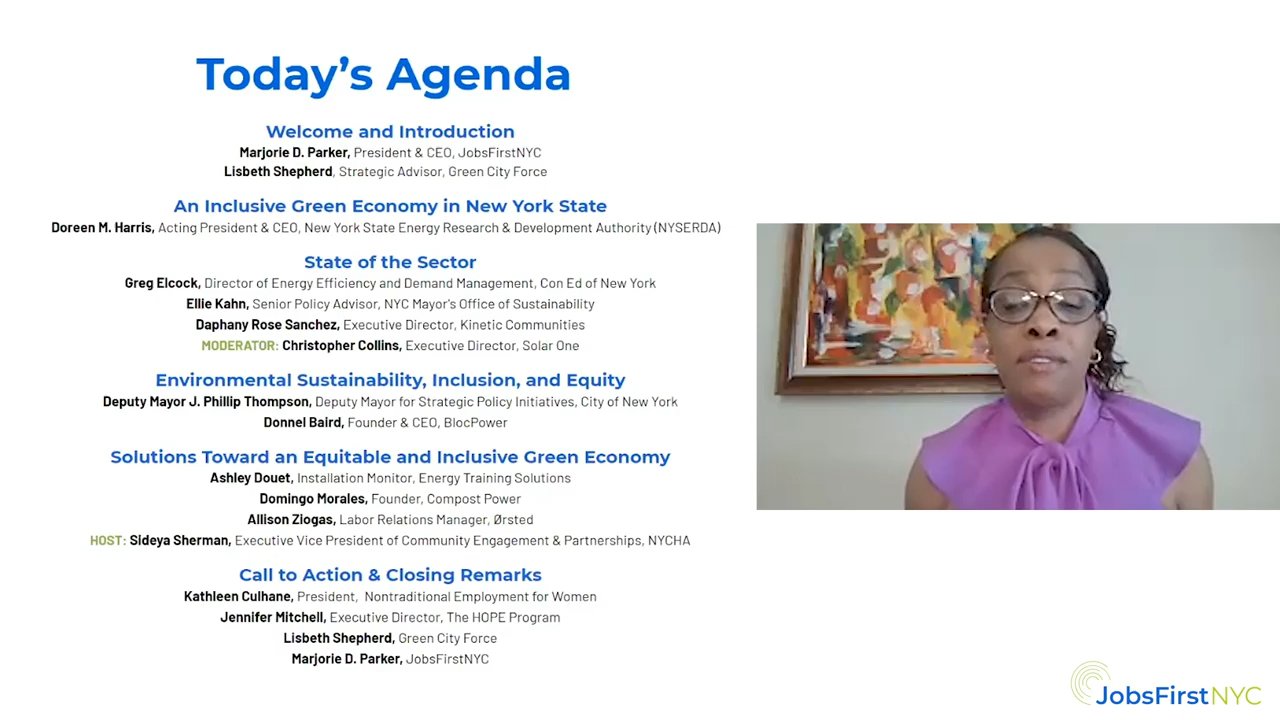 Today's Agenda
Welcome and Introduction
Marjorie D. Parker, President & CEO, JobsFirstNYC
Lisbeth Shepherd, Strategic Advisor, Green City Force
An Inclusive Green Economy in New York State
Doreen M. Harris, Acting President & CEO, New York State Energy Research & Development Authority (NYSERDA)
State of the Sector
Greg Elcock, Director of Energy Efficiency and Demand Management, Con Ed of New York
Ellie Kahn, Senior Policy Advisor, NYC Mayor's Office of Sustainability
Daphany Rose Sanchez, Executive Director, Kinetic Communities
MODERATOR: Christopher Collins, Executive Director, Solar One
Environmental Sustainability, Inclusion, and Equity
Deputy Mayor J. Phillip Thompson, Deputy Mayor for Strategic Policy Initiatives, City of New York
Donnel Baird, Founder & CEO, BlocPower
Solutions Toward an Equitable and Inclusive Green Economy
Ashley Douet, Installation Monitor, Energy Training Solutions
Domingo Morales, Founder, Compost Power
Allison Ziogas, Labor Relations Manager, Ørsted
HOST: Sideya Sherman, Executive Vice President of Community Engagement & Partnerships, NYCHA
Call to Action & Closing Remarks
Kathleen Culhane, President, Nontraditional Employment for Women
Jennifer Mitchell, Executive Director, The HOPE Program
Lisbeth Shepherd, Green City Force
Marjorie D. Parker, JobsFirstNYC
JobsFirstNYC